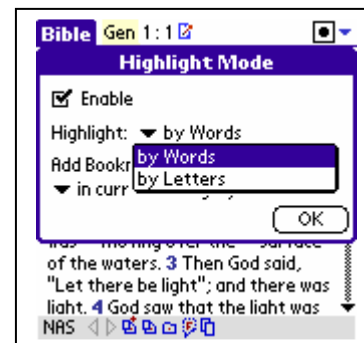 Bible Gen 1:1
Highlight Mode
Enable
Highlight: by Words
Add Bookr by Words
by Letters
in curr
OK
of the waters. 3 Then God said,
"Let there be light"; and there was
light. 4 God saw that the light was
NAS